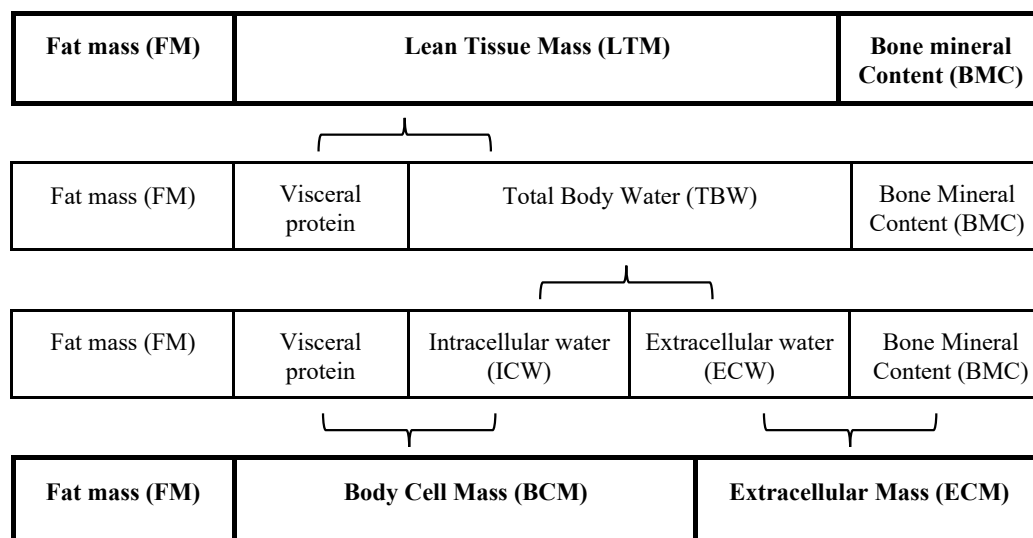 Fat mass (FM)
Lean Tissue Mass (LTM)
Bone mineral
Content (BMC)
Fat mass (FM)
Visceral
protein
Total Body Water (TBW)
Bone Mineral
Content (BMC)
Fat mass (FM)
Visceral
protein
Intracellular water
(ICW)
Extracellular water
(ECW)
Bone Mineral
Content (BMC)
Fat mass (FM)
Body Cell Mass (BCM)
Extracellular Mass (ECM)